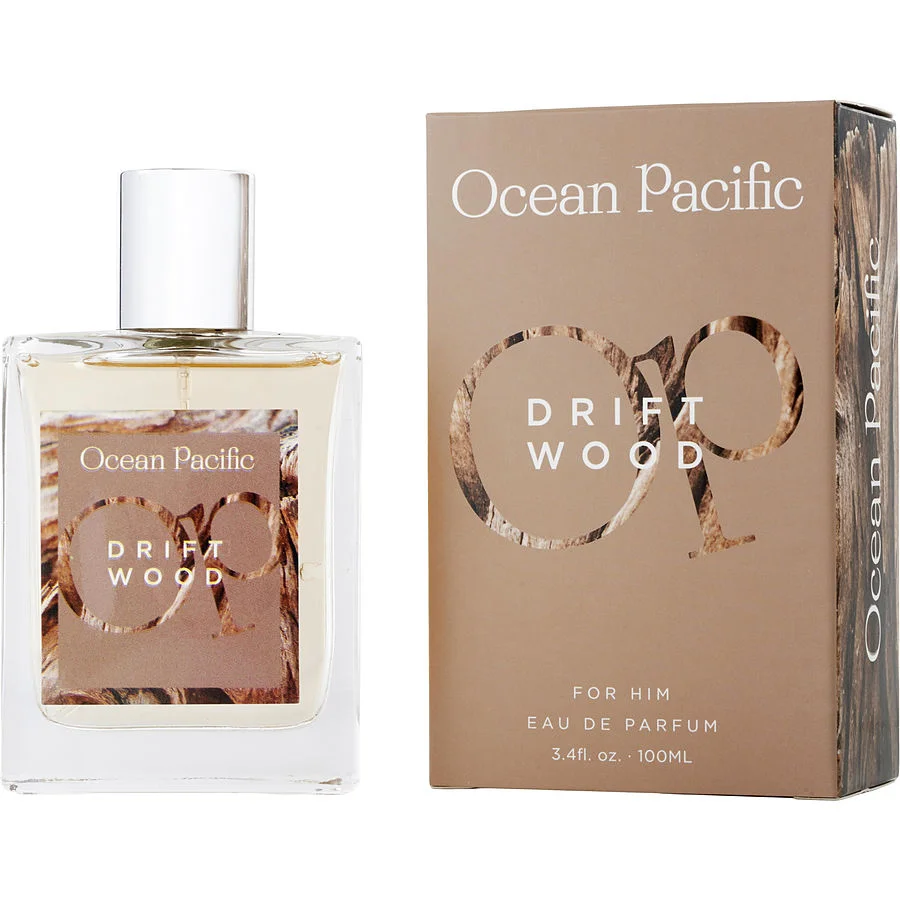 Ocean Pacific
op
DRIFT
WOOD
Ocean Pacific
op
DRIFT
WOOD
FOR HIM
EAU DE PARFUM
3.4fl. oz. · 100ML
Ocean Pacific